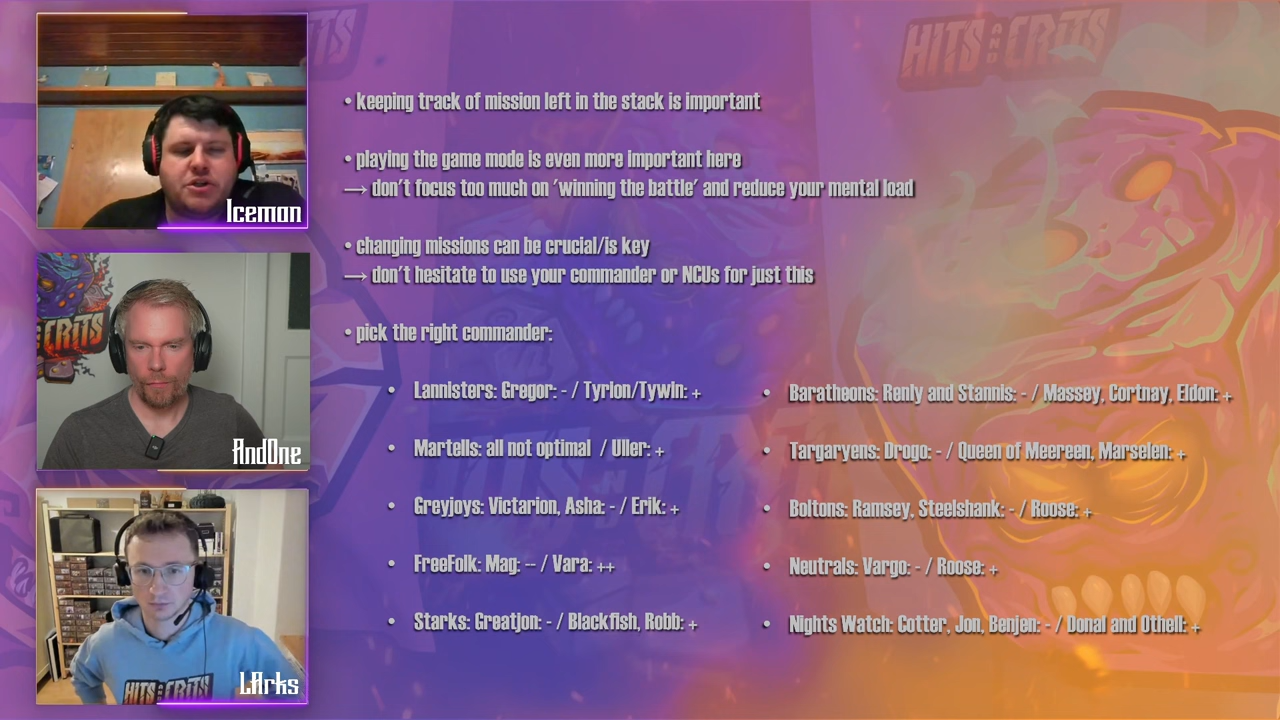 HITS AND CRITS
• keeping track of mission left in the stack is important
• playing the game mode is even more important here
→ don't focus too much on 'winning the battle' and reduce your mental load
• changing missions can be crucial/is key
→ don't hesitate to use your commander or NCUs for just this
• pick the right commander:
• Lannisters: Gregor: - / Tyrion/Tywin: +
• Martells: all not optimal / Uller: +
• Greyjoys: Victarion, Asha: - / Erik: +
• FreeFolk: Mag: -- / Vara: ++
• Starks: Greatjon: - / Blackfish, Robb: +
• Baratheons: Renly and Stannis: - / Massey, Cortnay, Eldon: +
• Targaryens: Drogo: - / Queen of Meereen, Marselen: +
• Boltons: Ramsey, Steelshank: - / Roose: +
• Neutrals: Vargo: - / Roose: +
• Nights Watch: Cotter, Jon, Benjen: - / Donal and Othell: +
Iceman
CRITS
AndOne
HITS AND CRITS
LArks